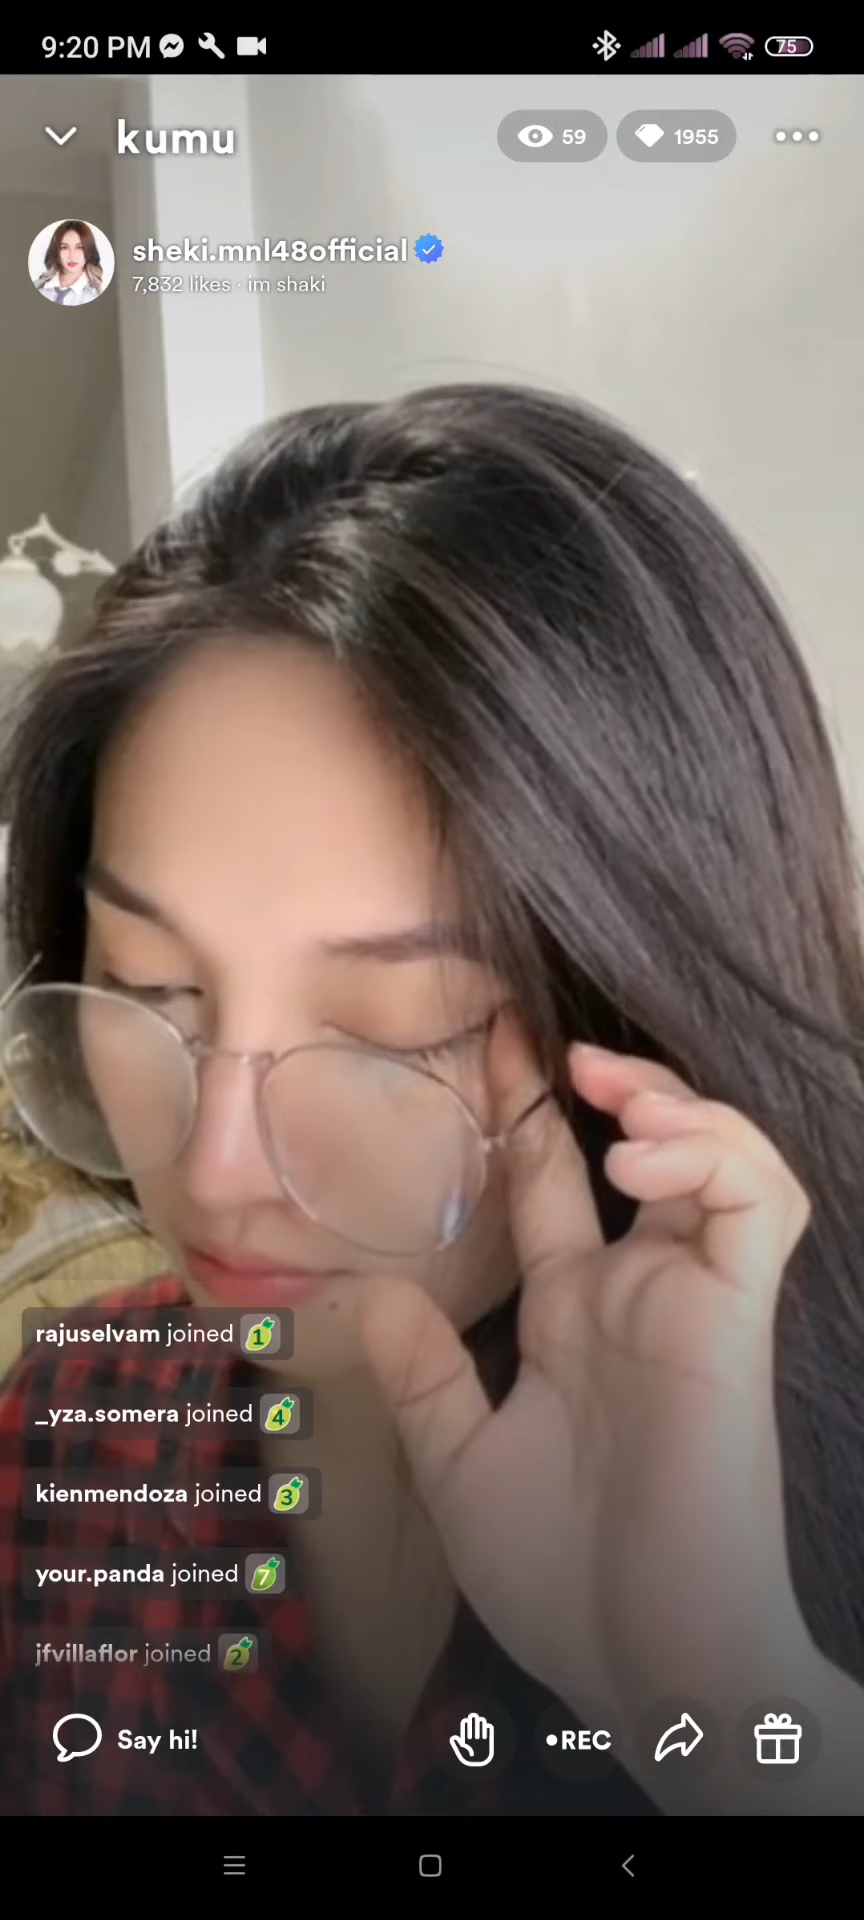 9:20 PM
75
kumu
59
1955
sheki.mnl48official
7,832 likes · im shaki
rajuselvam joined 1
_yza.somera joined 4
kienmendoza joined 3
your.panda joined 7
jfvillaflor joined 2
Say hi!
•REC